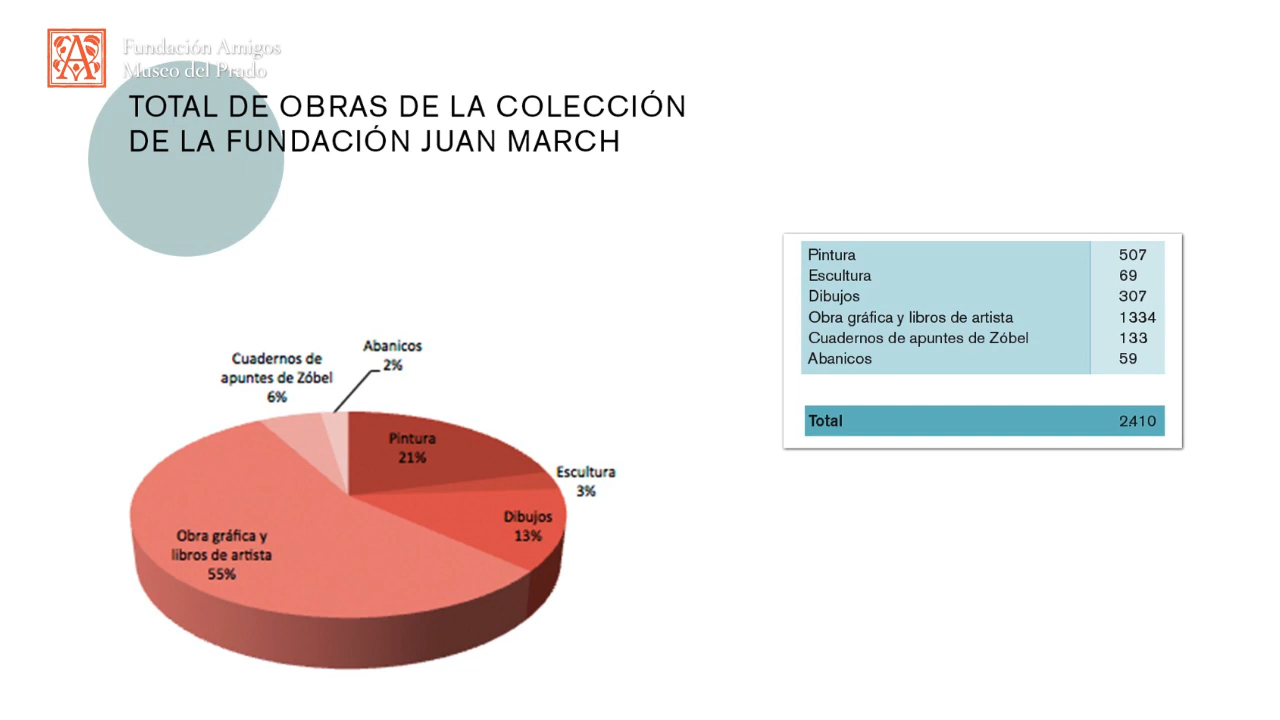 Fundación Amigos
Museo del Prado
TOTAL DE OBRAS DE LA COLECCIÓN
DE LA FUNDACIÓN JUAN MARCH
Pintura 507
Escultura 69
Dibujos 307
Obra gráfica y libros de artista 1334
Cuadernos de apuntes de Zóbel 133
Abanicos 59
Total 2410
Abanicos
2%
Cuadernos de
apuntes de Zóbel
6%
Pintura
21%
Escultura
3%
Dibujos
13%
Obra gráfica y
libros de artista
55%